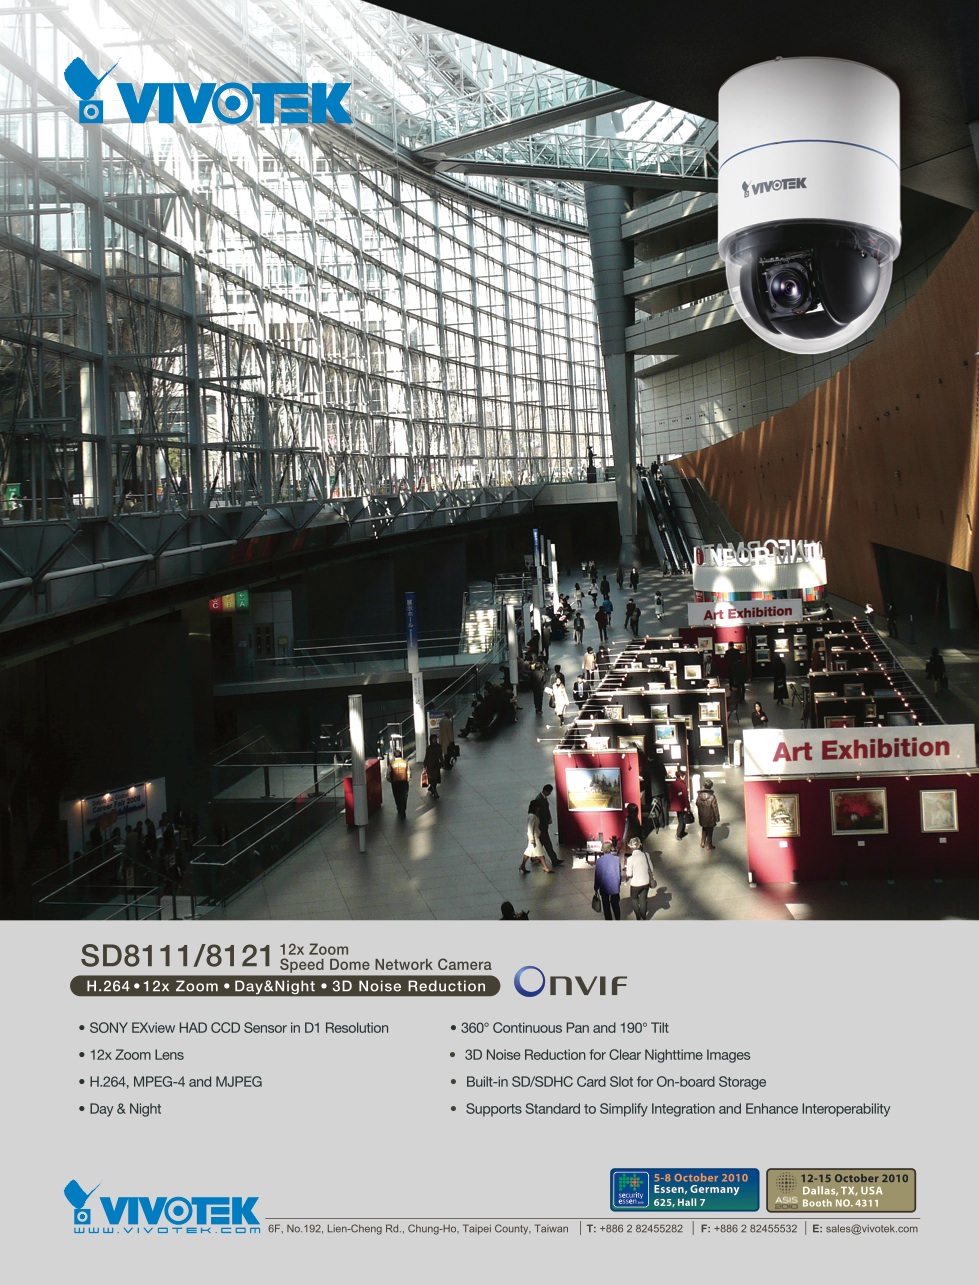 VIVOTEK
VIVOTEK
INFORMATI
Art Exhibition
Art Exhibition
SD8111/8121 12x Zoom
Speed Dome Network Camera
H.264 • 12x Zoom • Day&Night • 3D Noise Reduction
ONVIF
• SONY EXview HAD CCD Sensor in D1 Resolution
• 12x Zoom Lens
• H.264, MPEG-4 and MJPEG
• Day & Night
• 360° Continuous Pan and 190° Tilt
• 3D Noise Reduction for Clear Nighttime Images
• Built-in SD/SDHC Card Slot for On-board Storage
• Supports Standard to Simplify Integration and Enhance Interoperability
security
essen
5-8 October 2010
Essen, Germany
625, Hall 7
ASIS
2010
12-15 October 2010
Dallas, TX, USA
Booth NO. 4311
VIVOTEK
www.vivotek.com
6F, No.192, Lien-Cheng Rd., Chung-Ho, Taipei County, Taiwan | T: +886 2 82455282 | F: +886 2 82455532 | E: sales@vivotek.com